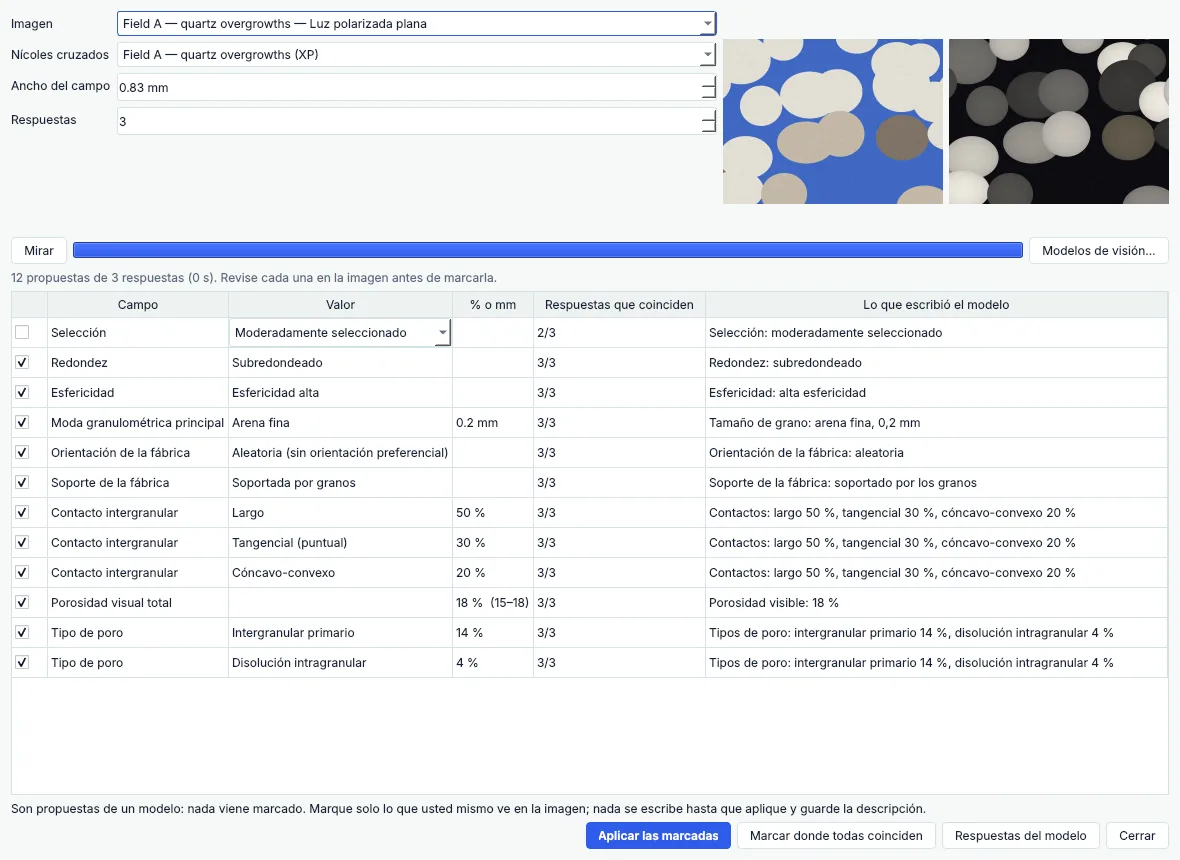 Imagen
Field A — quartz overgrowths — Luz polarizada plana
Nícoles cruzados
Field A — quartz overgrowths (XP)
Ancho del campo
0.83 mm
Respuestas
3
Mirar
Modelos de visión...
12 propuestas de 3 respuestas (0 s). Revise cada una en la imagen antes de marcarla.
Campo Valor % o mm Respuestas que coinciden Lo que escribió el modelo
Selección Moderadamente seleccionado 2/3 Selección: moderadamente seleccionado
Redondez Subredondeado 3/3 Redondez: subredondeado
Esfericidad Esfericidad alta 3/3 Esfericidad: alta esfericidad
Moda granulométrica principal Arena fina 0.2 mm 3/3 Tamaño de grano: arena fina, 0,2 mm
Orientación de la fábrica Aleatoria (sin orientación preferencial) 3/3 Orientación de la fábrica: aleatoria
Soporte de la fábrica Soportada por granos 3/3 Soporte de la fábrica: soportado por los granos
Contacto intergranular Largo 50 % 3/3 Contactos: largo 50 %, tangencial 30 %, cóncavo-convexo 20 %
Contacto intergranular Tangencial (puntual) 30 % 3/3 Contactos: largo 50 %, tangencial 30 %, cóncavo-convexo 20 %
Contacto intergranular Cóncavo-convexo 20 % 3/3 Contactos: largo 50 %, tangencial 30 %, cóncavo-convexo 20 %
Porosidad visual total 18 % (15–18) 3/3 Porosidad visible: 18 %
Tipo de poro Intergranular primario 14 % 3/3 Tipos de poro: intergranular primario 14 %, disolución intragranular 4 %
Tipo de poro Disolución intragranular 4 % 3/3 Tipos de poro: intergranular primario 14 %, disolución intragranular 4 %
Son propuestas de un modelo: nada viene marcado. Marque solo lo que usted mismo ve en la imagen; nada se escribe hasta que aplique y guarde la descripción.
Aplicar las marcadas
Marcar donde todas coinciden
Respuestas del modelo
Cerrar